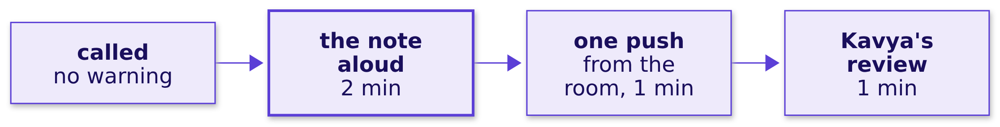 called
no warning
the note
aloud
2 min
one push
from the
room, 1 min
Kavya's
review
1 min